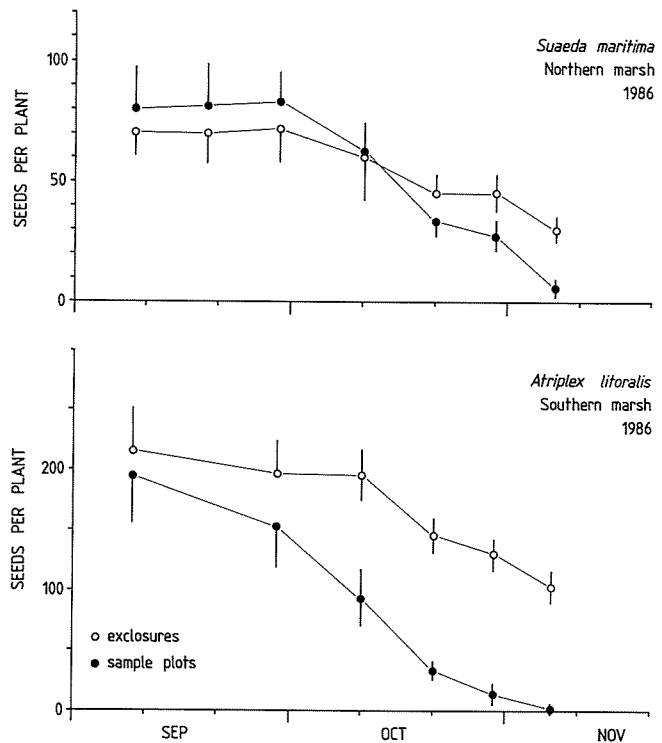 Suaeda maritima
Northern marsh
1986
SEEDS PER PLANT
100
50
0
Atriplex litoralis
Southern marsh
1986
SEEDS PER PLANT
200
100
0
exclosures
sample plots
SEP OCT NOV